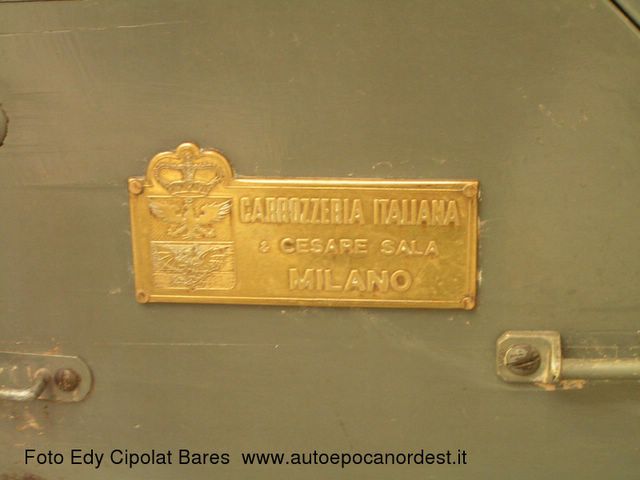 CARROZZERIA ITALIANA
& CESARE SALA
MILANO
Foto Edy Cipolat Bares www.autoepocanordest.it